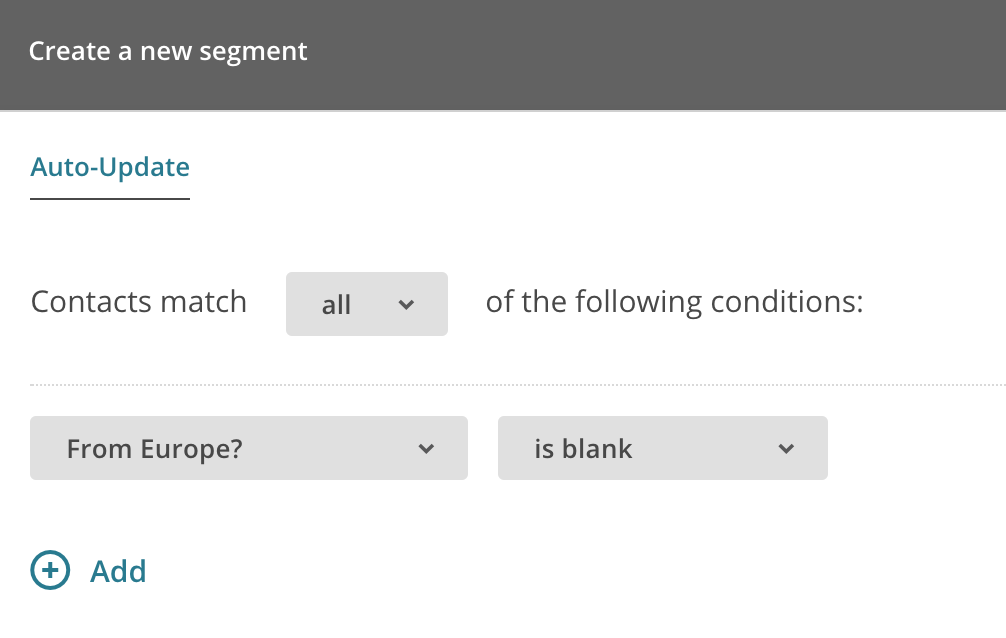 Create a new segment
Auto-Update
Contacts match all of the following conditions:
From Europe? is blank
Add